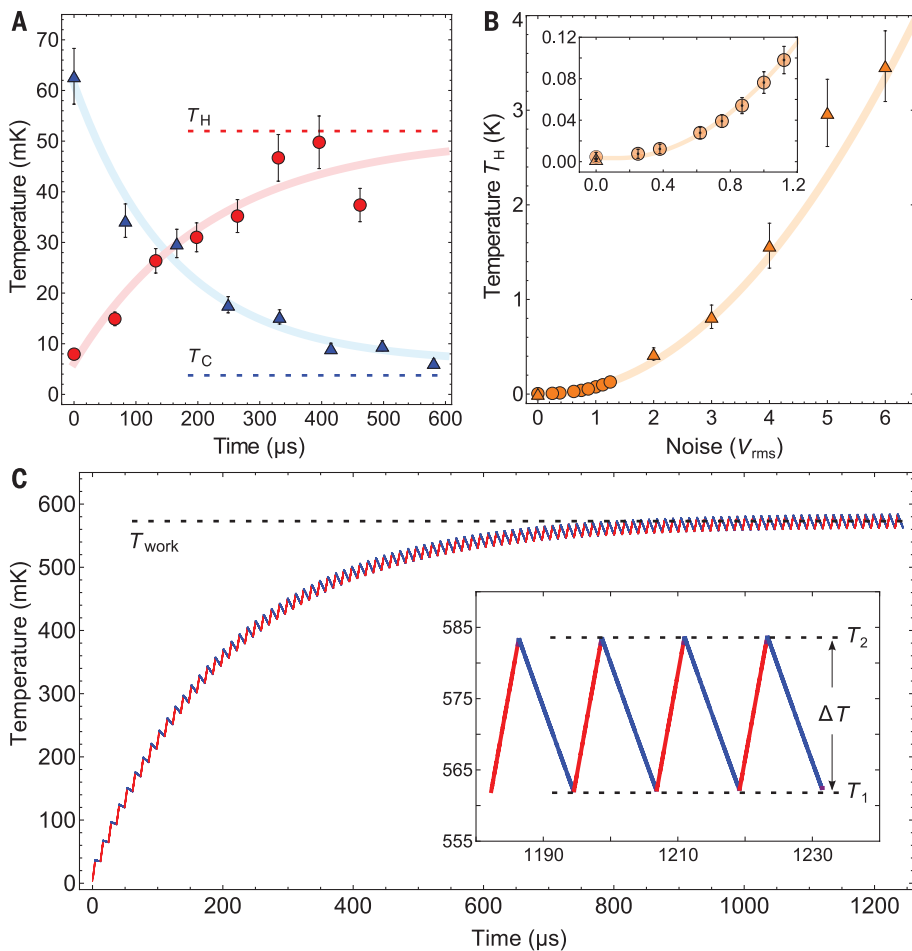 A
Temperature (mK)
70
60
50
40
30
20
10
0
T_H
T_C
0 100 200 300 400 500 600
Time (μs)
B
Temperature T_H (K)
4
3
2
1
0
0.12
0.08
0.04
0.00
0.0 0.4 0.8 1.2
0 1 2 3 4 5 6
Noise (V_rms)
C
Temperature (mK)
600
500
400
300
200
100
0
T_work
585
575
565
555
T_2
ΔT
T_1
1190 1210 1230
0 200 400 600 800 1000 1200
Time (μs)